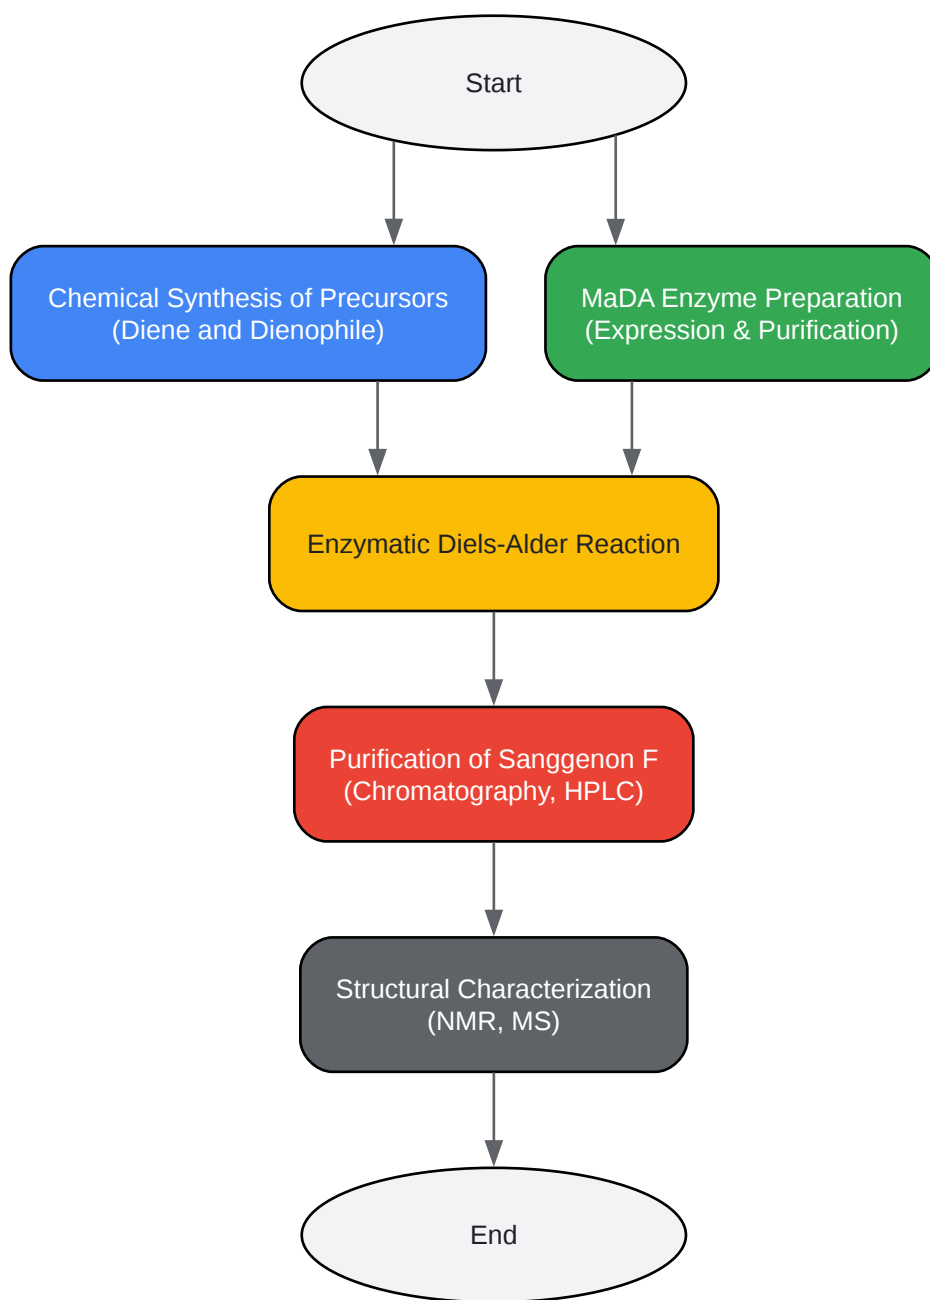 Start
Chemical Synthesis of Precursors
(Diene and Dienophile)
MaDA Enzyme Preparation
(Expression & Purification)
Enzymatic Diels-Alder Reaction
Purification of Sanggenon F
(Chromatography, HPLC)
Structural Characterization
(NMR, MS)
End